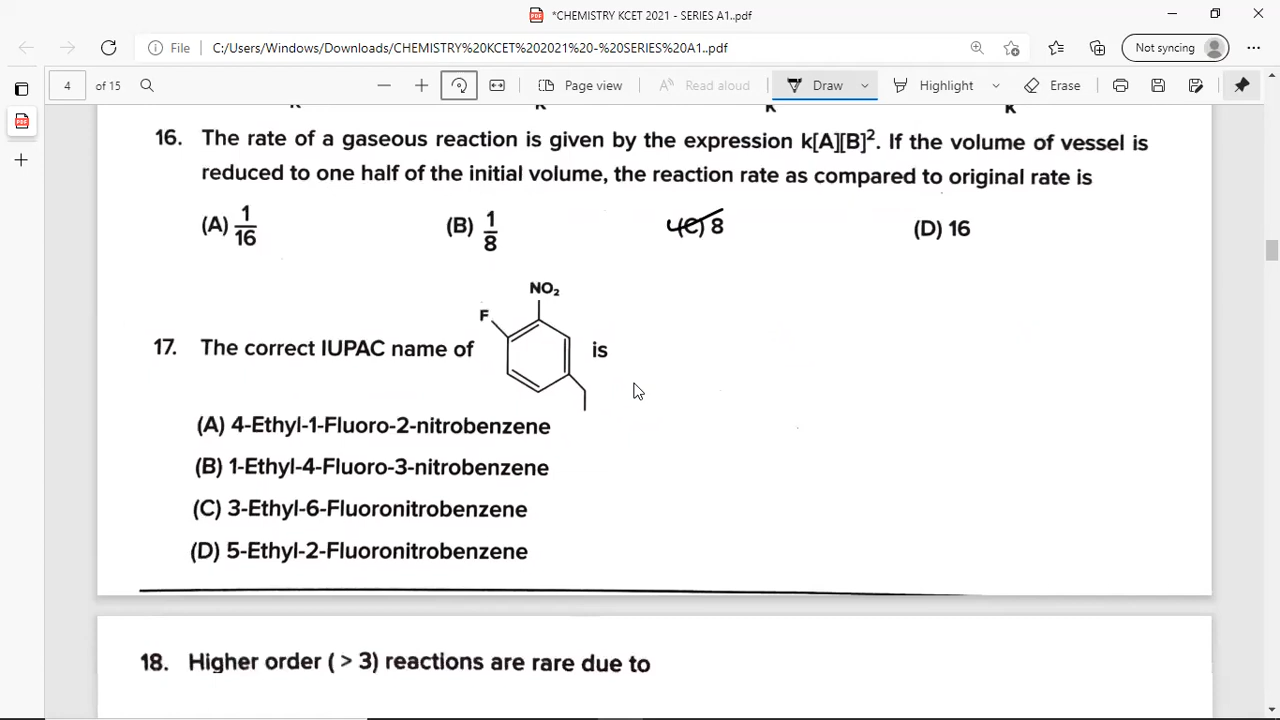 *CHEMISTRY KCET 2021 - SERIES A1..pdf
File C:/Users/Windows/Downloads/CHEMISTRY%20KCET%202021%20-%20SERIES%20A1..pdf Not syncing
4 of 15 Page view Read aloud Draw Highlight Erase
K K K K
16. The rate of a gaseous reaction is given by the expression k[A][B]². If the volume of vessel is
reduced to one half of the initial volume, the reaction rate as compared to original rate is
(A) 1/16 (B) 1/8 (C) 8 (D) 16
NO₂
F
17. The correct IUPAC name of is
(A) 4-Ethyl-1-Fluoro-2-nitrobenzene
(B) 1-Ethyl-4-Fluoro-3-nitrobenzene
(C) 3-Ethyl-6-Fluoronitrobenzene
(D) 5-Ethyl-2-Fluoronitrobenzene
18. Higher order ( > 3) reactions are rare due to